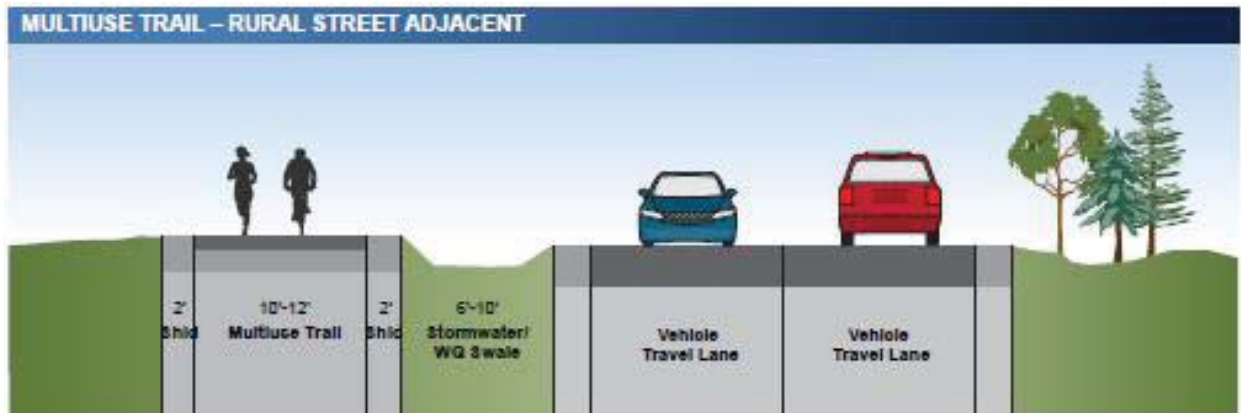 MULTIUSE TRAIL – RURAL STREET ADJACENT
2'
Shld
10'-12'
Multiuse Trail
2'
Shld
6'-10'
Stormwater/
WQ Swale
Vehicle
Travel Lane
Vehicle
Travel Lane